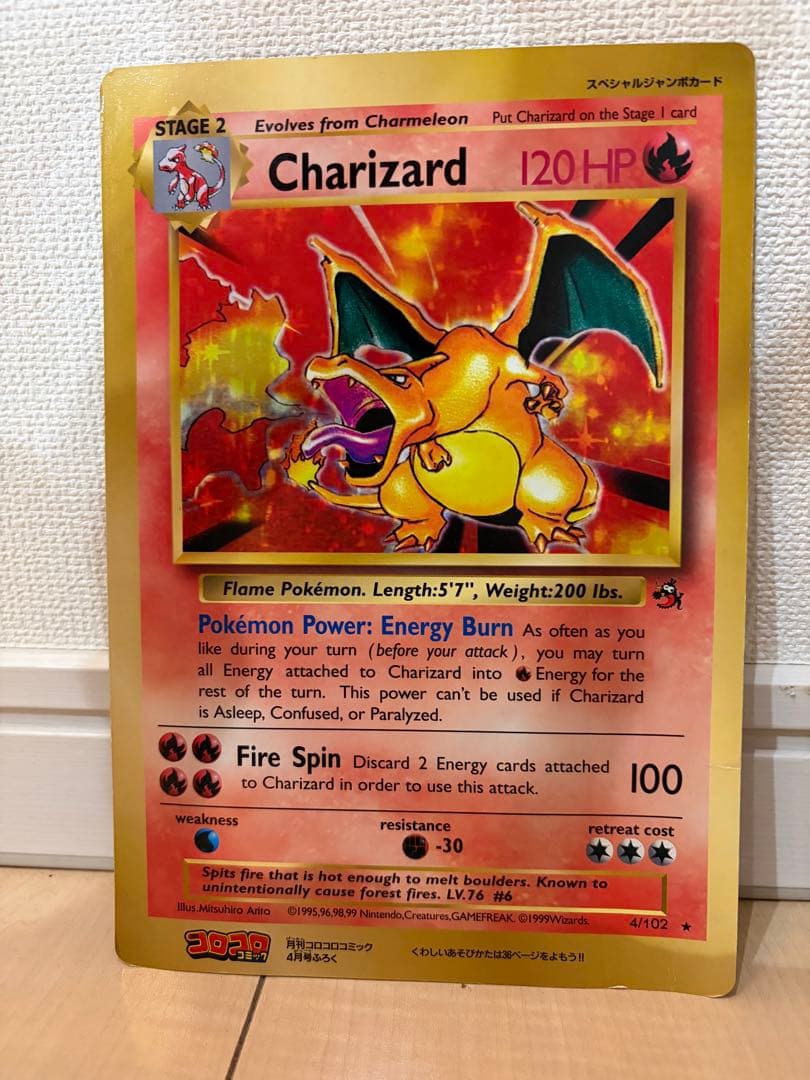 スペシャルジャンボカード
STAGE 2 Evolves from Charmeleon Put Charizard on the Stage 1 card
Charizard 120 HP
Flame Pokémon. Length:5'7", Weight:200 lbs.
Pokémon Power: Energy Burn As often as you
like during your turn (before your attack), you may turn
all Energy attached to Charizard into Energy for the
rest of the turn. This power can't be used if Charizard
is Asleep, Confused, or Paralyzed.
Fire Spin Discard 2 Energy cards attached
to Charizard in order to use this attack.
100
weakness resistance retreat cost
-30
Spits fire that is hot enough to melt boulders. Known to
unintentionally cause forest fires. LV.76 #6
Illus.Mitsuhiro Arito ©1995,96,98,99 Nintendo,Creatures,GAMEFREAK. ©1999Wizards. 4/102 ★
コロコロ
コミック
月刊コロコロコミック
4月号ふろく
くわしいあそびかたは36ページをよもう!!